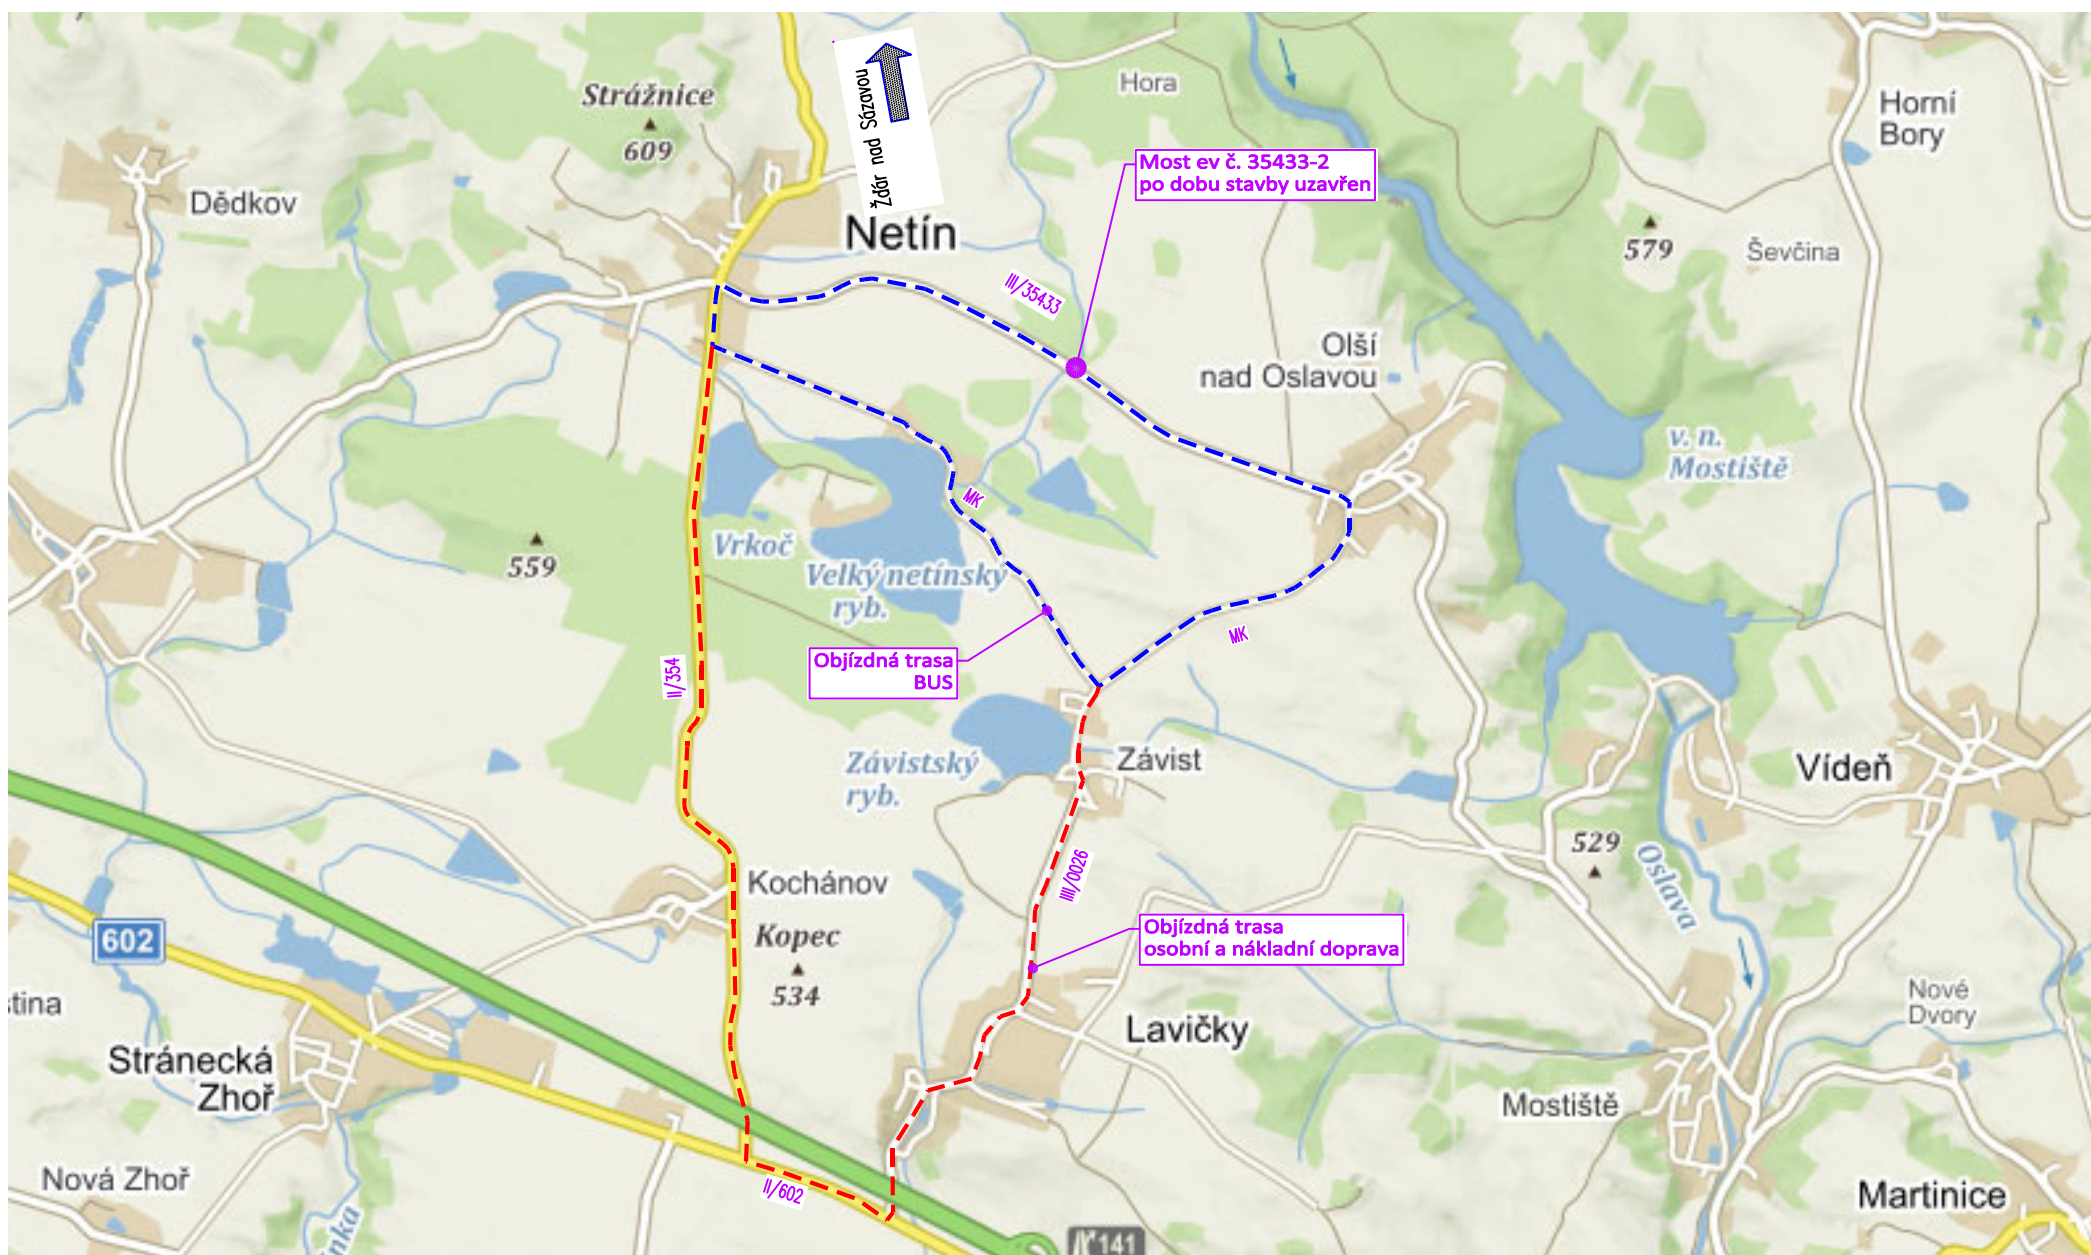 Strážnice
609
Žďár nad Sázavou
Hora
Horní
Bory
Dědkov
Netín
Most ev č. 35433-2
po dobu stavby uzavřen
579
Ševčina
III/35433
Olší
nad Oslavou
v. n.
Mostiště
MK
559
Vrkoč
Velký netínský
ryb.
MK
Objízdná trasa
BUS
II/354
Závistský
ryb.
Závist
Vídeň
529
Oslava
IIII/0026
Kochánov
Kopec
534
602
Objízdná trasa
osobní a nákladní doprava
stina
Nové
Dvory
Lavičky
Stránecká
Zhoř
Mostiště
Nová Zhoř
II/602
Martinice
nka
141